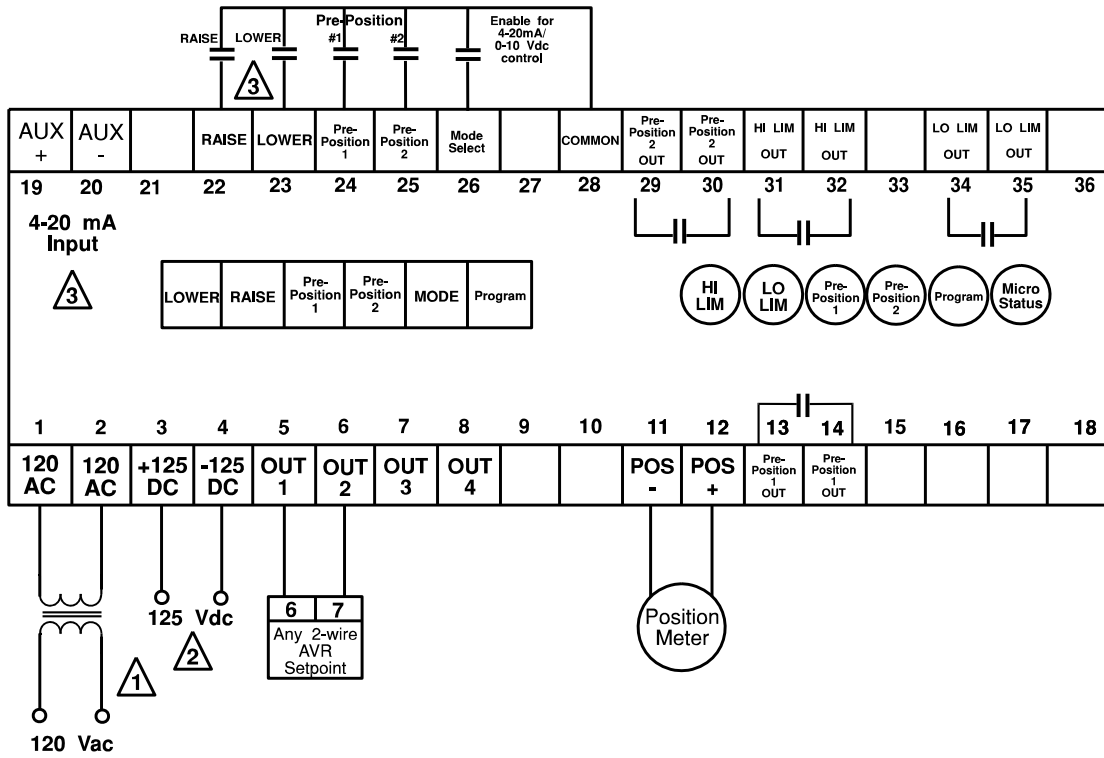 Pre-Position
RAISE LOWER #1 #2
Enable for
4-20mA/
0-10 Vdc
control
3
AUX
+
AUX
-
RAISE
LOWER
Pre-
Position
1
Pre-
Position
2
Mode
Select
COMMON
Pre-
Position
2
OUT
Pre-
Position
2
OUT
HI LIM
OUT
HI LIM
OUT
LO LIM
OUT
LO LIM
OUT
19 20 21 22 23 24 25 26 27 28 29 30 31 32 33 34 35 36
4-20 mA
Input
3
LOWER
RAISE
Pre-
Position
1
Pre-
Position
2
MODE
Program
HI
LIM
LO
LIM
Pre-
Position
1
Pre-
Position
2
Program
Micro
Status
1 2 3 4 5 6 7 8 9 10 11 12 13 14 15 16 17 18
120
AC
120
AC
+125
DC
-125
DC
OUT
1
OUT
2
OUT
3
OUT
4
POS
-
POS
+
Pre-
Position
1
OUT
Pre-
Position
1
OUT
125 Vdc
2
6 7
Any 2-wire
AVR
Setpoint
Position
Meter
1
120 Vac